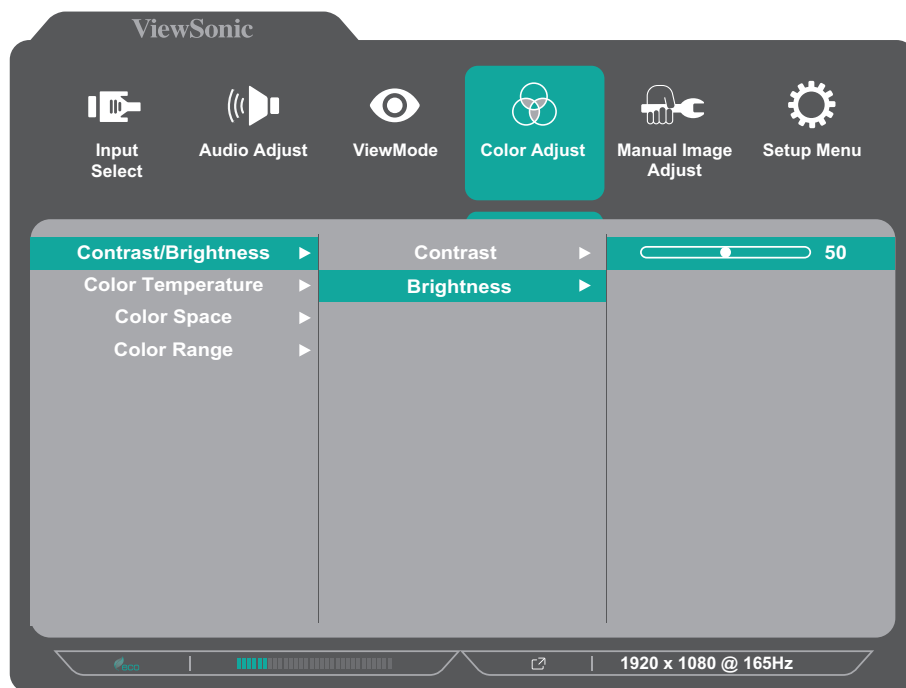 ViewSonic
Input Select
Audio Adjust
ViewMode
Color Adjust
Manual Image Adjust
Setup Menu
Contrast/Brightness
Contrast
50
Color Temperature
Brightness
Color Space
Color Range
eco
1920 x 1080 @ 165Hz